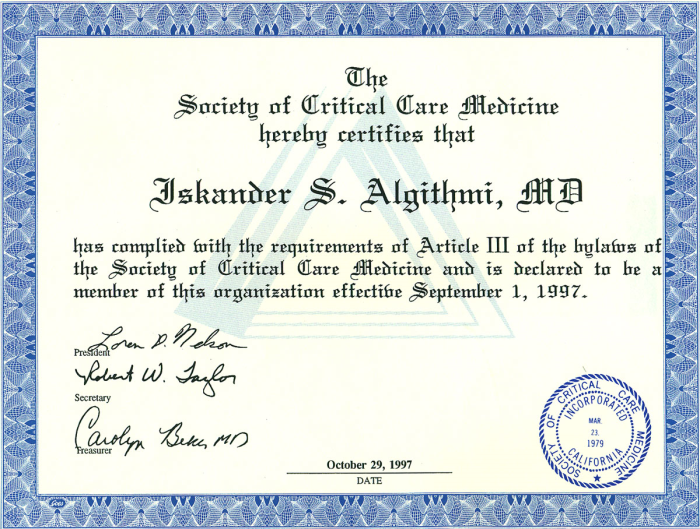 The
Society of Critical Care Medicine
hereby certifies that
Iskander S. Algithmi, MD
has complied with the requirements of Article III of the bylaws of
the Society of Critical Care Medicine and is declared to be a
member of this organization effective September 1, 1997.
Loren D. Nelson
President
Robert W. Taylor
Secretary
Carolyn MD
Treasurer
October 29, 1997
DATE
SOCIETY OF CRITICAL CARE MEDICINE
INCORPORATED
MAR.
23,
1979
CALIFORNIA